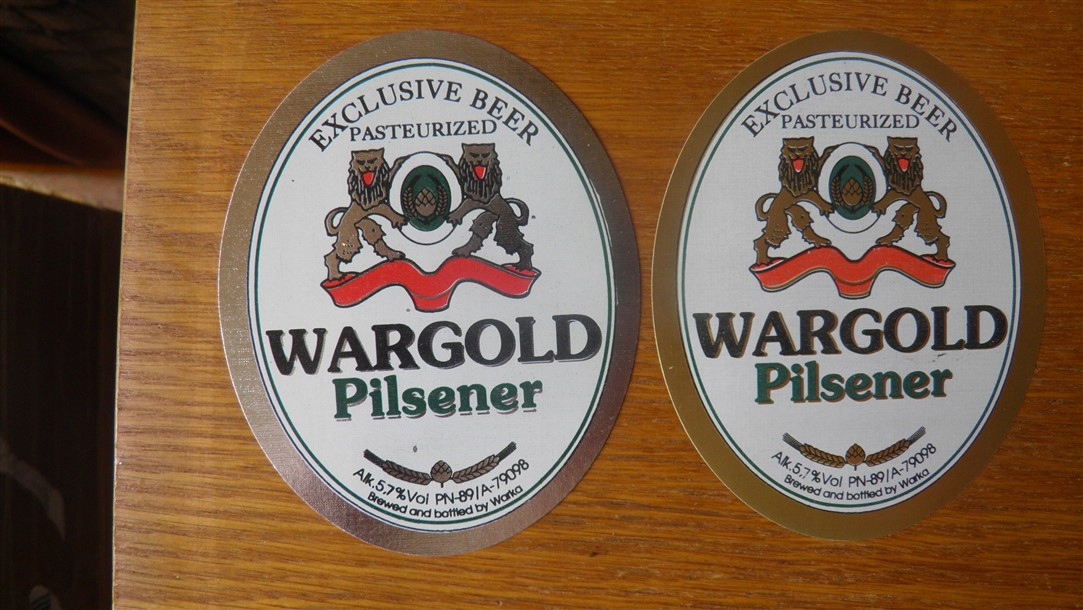 EXCLUSIVE BEER
PASTEURIZED
WARGOLD
Pilsener
Alk.5,7%Vol PN-89/A-79098
Brewed and bottled by Warka
EXCLUSIVE BEER
PASTEURIZED
WARGOLD
Pilsener
Alk.5,7%Vol PN-89/A-79098
Brewed and bottled by Warka